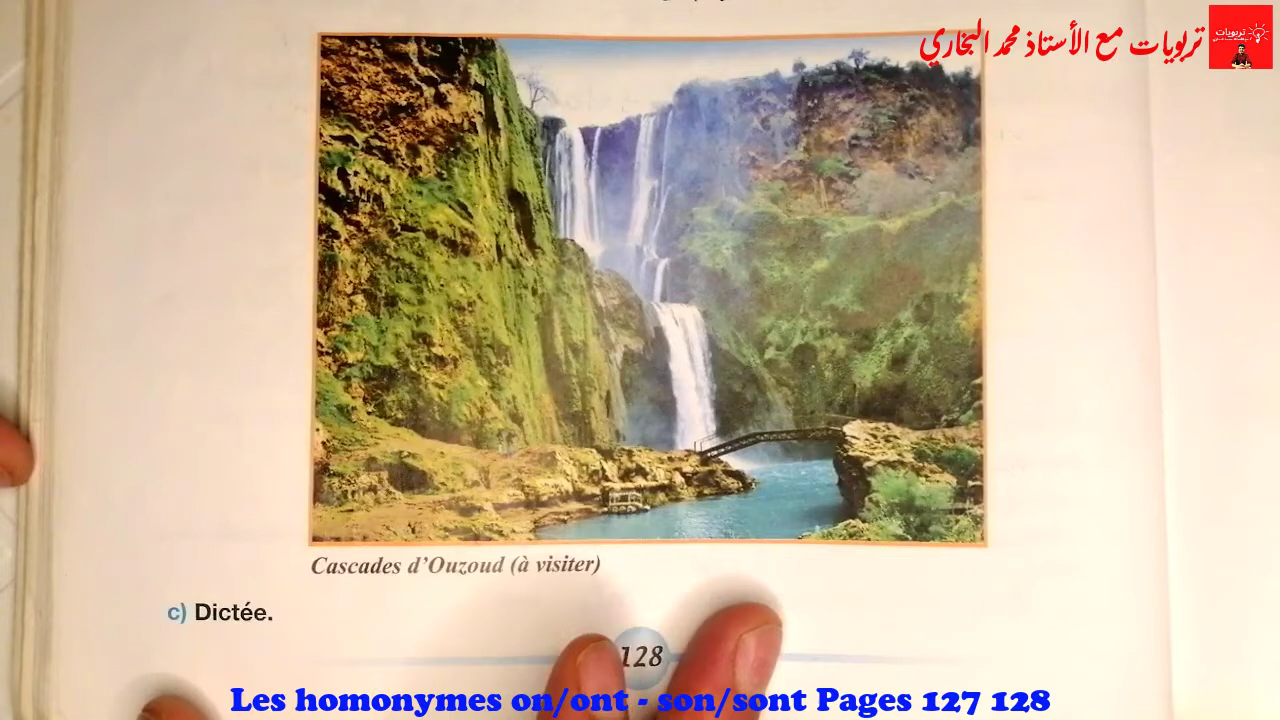 تربويات مع الأستاذ محمد البخاري
تربويات
Cascades d'Ouzoud (à visiter)
c) Dictée.
128
Les homonymes on/ont - son/sont Pages 127 128